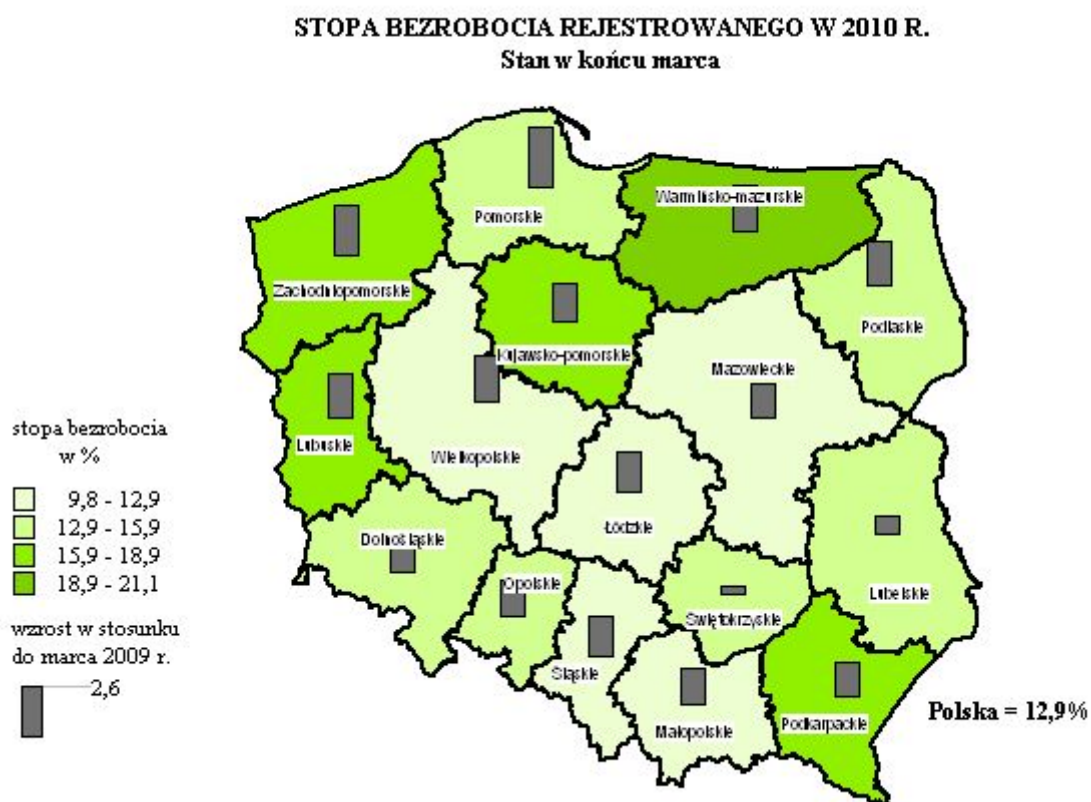 STOPA BEZROBOCIA REJESTROWANEGO W 2010 R.
Stan w końcu marca
Pomorskie
Warmińsko-mazurskie
Zachodniopomorskie
Podlaskie
Kujawsko-pomorskie
Mazowieckie
Lubuskie
Wielkopolskie
Łódzkie
Dolnośląskie
Opolskie
Lubelskie
Świętokrzyskie
Śląskie
Małopolskie
Podkarpackie
stopa bezrobocia
w %
9,8 - 12,9
12,9 - 15,9
15,9 - 18,9
18,9 - 21,1
wzrost w stosunku
do marca 2009 r.
2,6
Polska = 12,9%